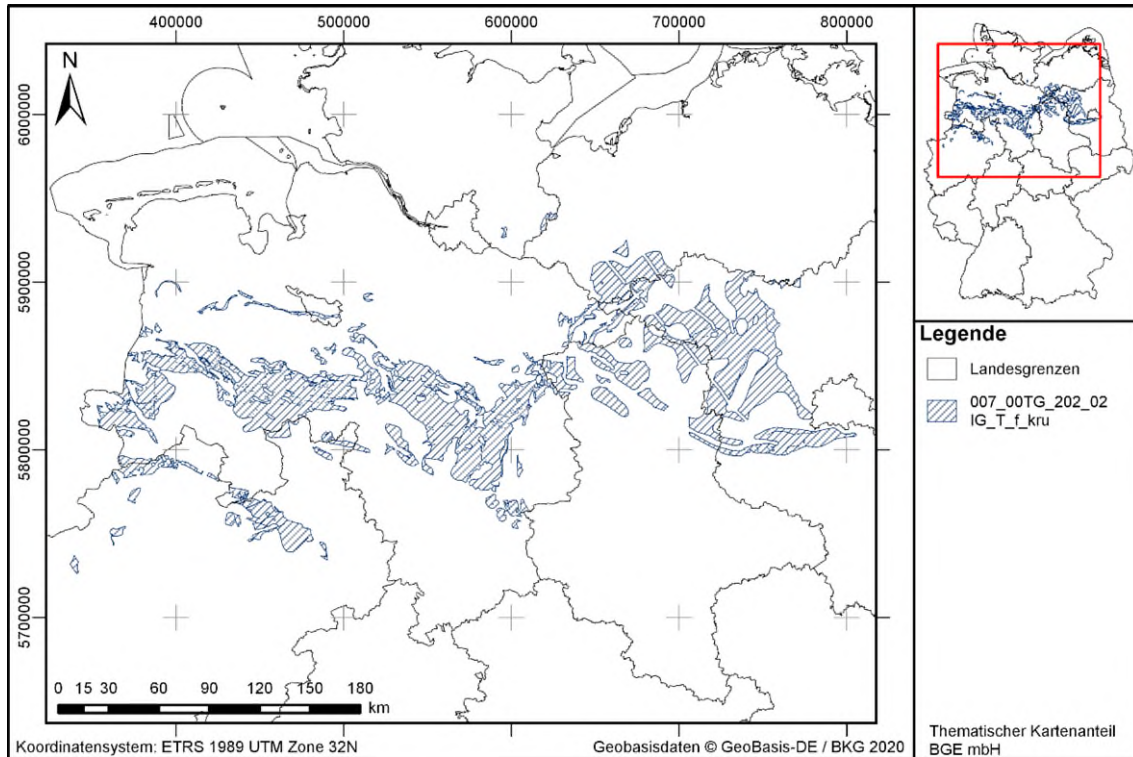 400000 500000 600000 700000 800000
N
6000000
5900000
5800000
5700000
0 15 30 60 90 120 150 180
km
Koordinatensystem: ETRS 1989 UTM Zone 32N
Geobasisdaten © GeoBasis-DE / BKG 2020
Legende
Landesgrenzen
007_00TG_202_02
IG_T_f_kru
Thematischer Kartenanteil
BGE mbH